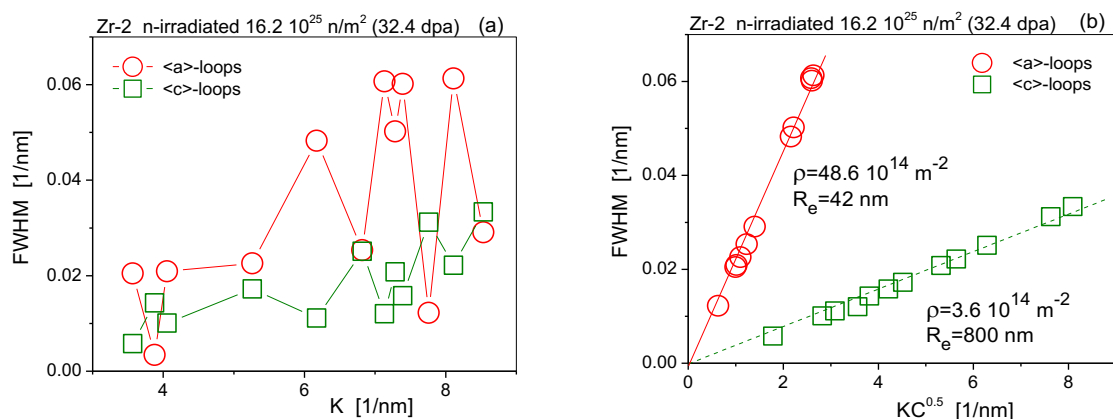 Zr-2 n-irradiated 16.2 10^25 n/m^2 (32.4 dpa) (a)
<a>-loops
<c>-loops
FWHM [1/nm]
0.06
0.04
0.02
0.00
4
6
8
K [1/nm]
Zr-2 n-irradiated 16.2 10^25 n/m^2 (32.4 dpa) (b)
<a>-loops
<c>-loops
FWHM [1/nm]
0.06
0.04
0.02
0.00
ρ=48.6 10^14 m^-2
R_e=42 nm
ρ=3.6 10^14 m^-2
R_e=800 nm
0
2
4
6
8
KC^0.5 [1/nm]